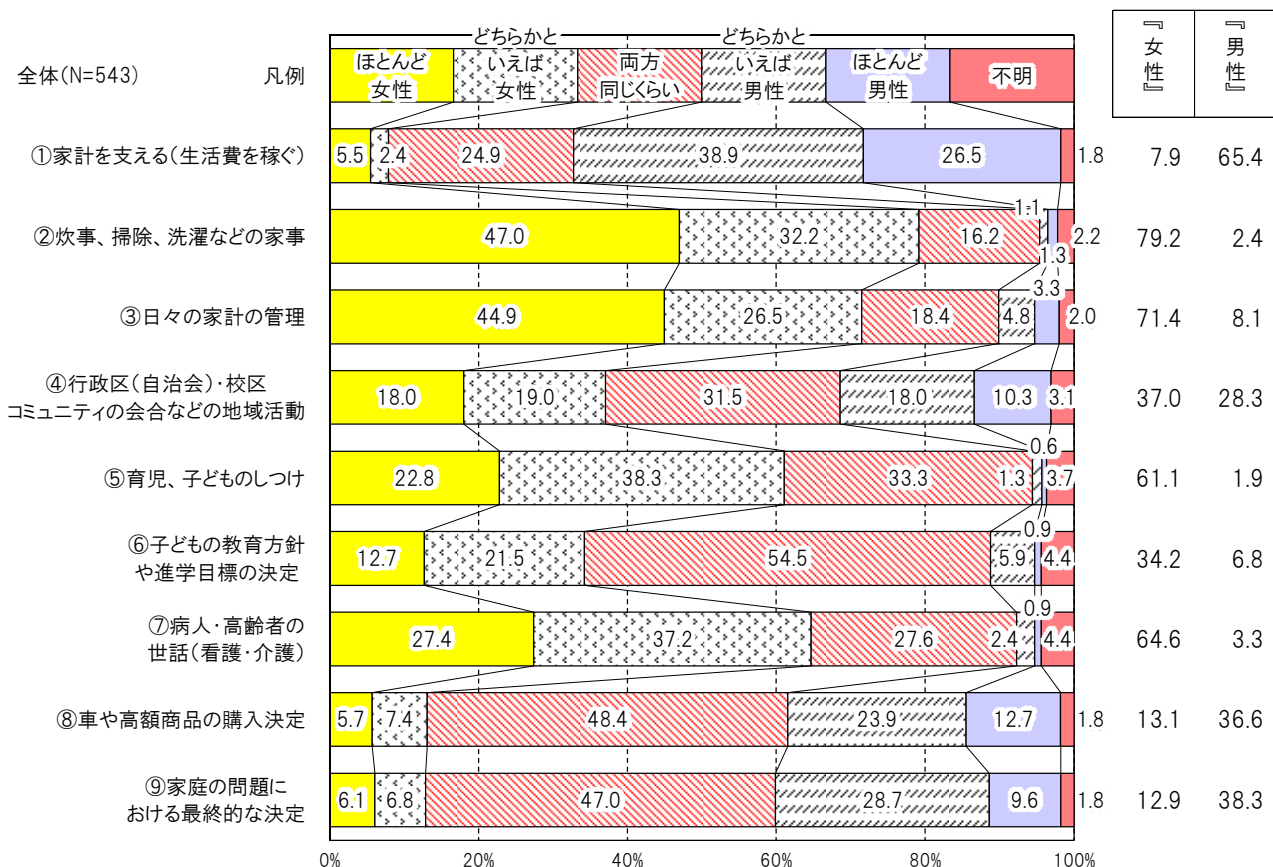 『女性』
『男性』
全体(N=543)
凡例
ほとんど
女性
どちらかと
いえば
女性
両方
同じくらい
どちらかと
いえば
男性
ほとんど
男性
不明
①家計を支える(生活費を稼ぐ)
5.5 2.4 24.9 38.9 26.5 1.8 7.9 65.4
②炊事、掃除、洗濯などの家事
47.0 32.2 16.2 1.1 1.3 2.2 79.2 2.4
③日々の家計の管理
44.9 26.5 18.4 4.8 3.3 2.0 71.4 8.1
④行政区(自治会)・校区
コミュニティの会合などの地域活動
18.0 19.0 31.5 18.0 10.3 3.1 37.0 28.3
⑤育児、子どものしつけ
22.8 38.3 33.3 1.3 0.6 3.7 61.1 1.9
⑥子どもの教育方針
や進学目標の決定
12.7 21.5 54.5 5.9 0.9 4.4 34.2 6.8
⑦病人・高齢者の
世話(看護・介護)
27.4 37.2 27.6 2.4 0.9 4.4 64.6 3.3
⑧車や高額商品の購入決定
5.7 7.4 48.4 23.9 12.7 1.8 13.1 36.6
⑨家庭の問題に
おける最終的な決定
6.1 6.8 47.0 28.7 9.6 1.8 12.9 38.3
0% 20% 40% 60% 80% 100%